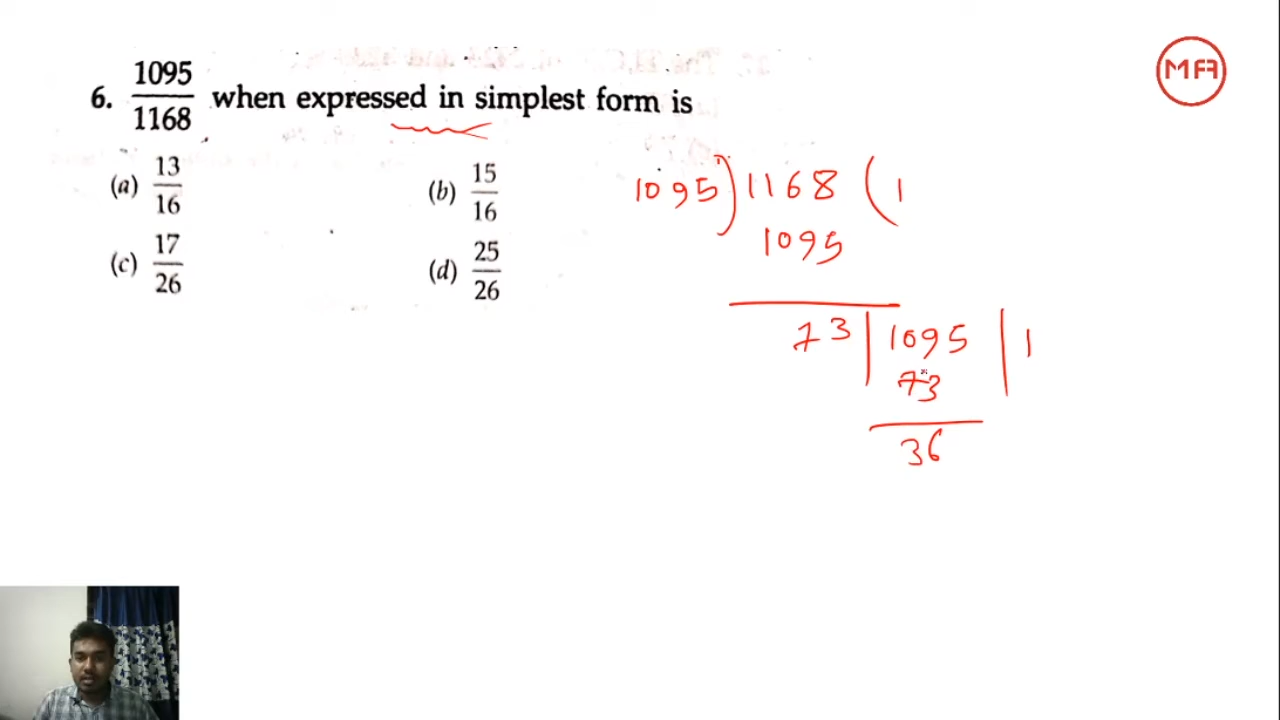 MFA
6. 1095/1168 when expressed in simplest form is
(a) 13/16 (b) 15/16
(c) 17/26 (d) 25/26
1095)1168(1
1095
73|1095|1
73
36